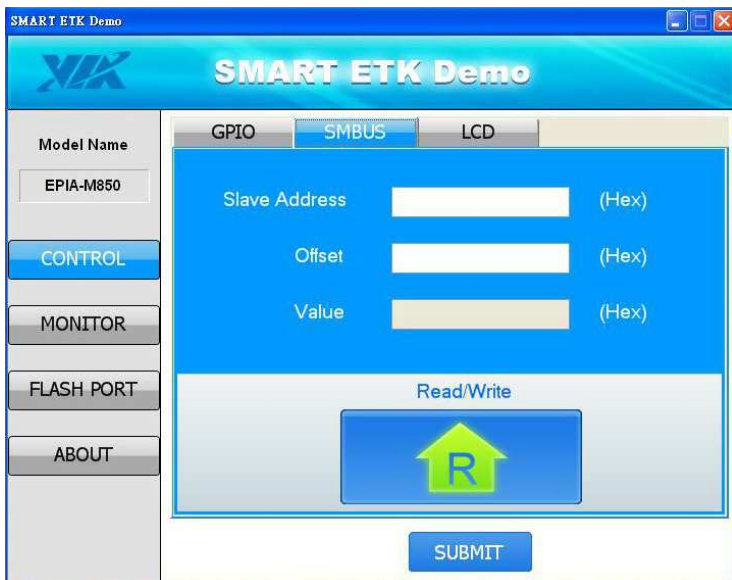 SMART ETK Demo
VIA
SMART ETK Demo
Model Name
EPIA-M850
CONTROL
MONITOR
FLASH PORT
ABOUT
GPIO SMBUS LCD
Slave Address (Hex)
Offset (Hex)
Value (Hex)
Read/Write
R
SUBMIT